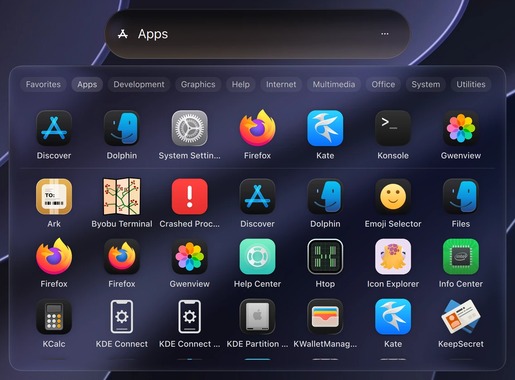 Apps
Favorites Apps Development Graphics Help Internet Multimedia Office System Utilities
>_
Discover Dolphin System Settin... Firefox Kate Konsole Gwenview
TO:
Ark Byobu Terminal Crashed Proc... Discover Dolphin Emoji Selector Files
Firefox Firefox Gwenview Help Center Htop Icon Explorer Info Center
KCalc KDE Connect KDE Connect ... KDE Partition ... KWalletManag... Kate KeepSecret